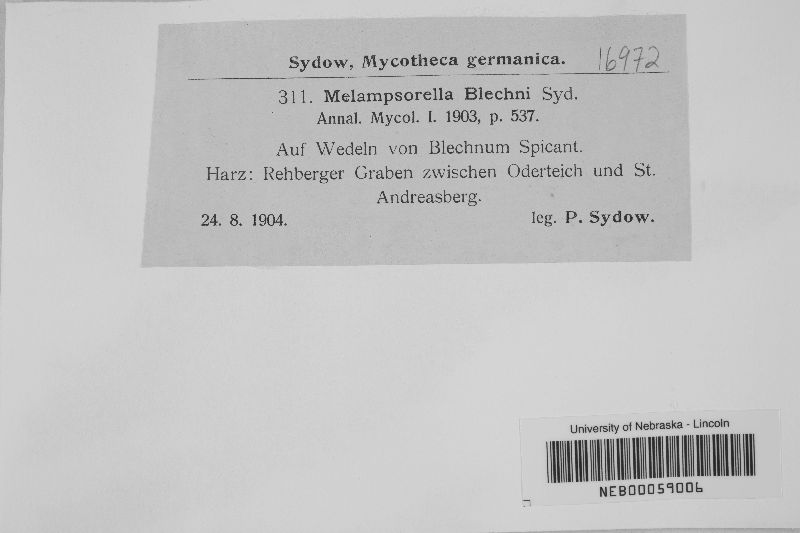 Sydow, Mycotheca germanica. 16972
311. Melampsorella Blechni Syd.
Annal. Mycol. I. 1903, p. 537.
Auf Wedeln von Blechnum Spicant.
Harz: Rehberger Graben zwischen Oderteich und St.
Andreasberg.
24. 8. 1904. leg. P. Sydow.
University of Nebraska - Lincoln
NEB00059006